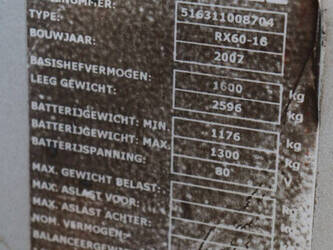 516311008704
TYPE: RX60-16
BOUWJAAR: 2007
BASISHEFVERMOGEN: 1600 kg
LEEG GEWICHT: 2596 kg
BATTERIJGEWICHT: MIN 1176 kg
BATTERIJGEWICHT: MAX. 1300 kg
BATTERIJSPANNING: 80 V
MAX. GEWICHT BELAST:
MAX. ASLAST VOOR:
MAX. ASLAST ACHTER:
NOM. VERMOGEN: